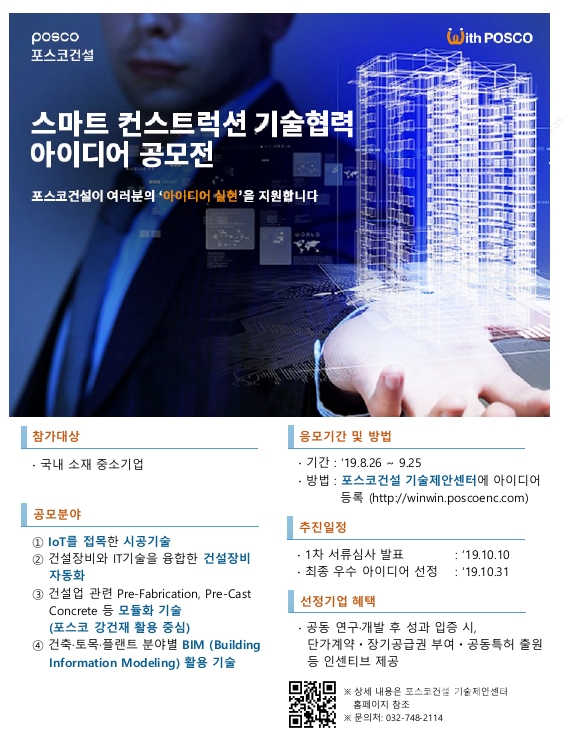 posco
포스코건설
With POSCO
스마트 컨스트럭션 기술협력
아이디어 공모전
포스코건설이 여러분의 '아이디어 실현'을 지원합니다
WORLD
참가대상
· 국내 소재 중소기업
공모분야
① IoT를 접목한 시공기술
② 건설장비와 IT기술을 융합한 건설장비
자동화
③ 건설업 관련 Pre-Fabrication, Pre-Cast
Concrete 등 모듈화 기술
(포스코 강건재 활용 중심)
④ 건축·토목·플랜트 분야별 BIM (Building
Information Modeling) 활용 기술
응모기간 및 방법
· 기간 : '19.8.26 ~ 9.25
· 방법 : 포스코건설 기술제안센터에 아이디어
등록 (http://winwin.poscoenc.com)
추진일정
· 1차 서류심사 발표 : '19.10.10
· 최종 우수 아이디어 선정 : '19.10.31
선정기업 혜택
· 공동 연구·개발 후 성과 입증 시,
단가계약·장기공급권 부여·공동특허 출원
등 인센티브 제공
※ 상세 내용은 포스코건설 기술제안센터
홈페이지 참조
※ 문의처: 032-748-2114